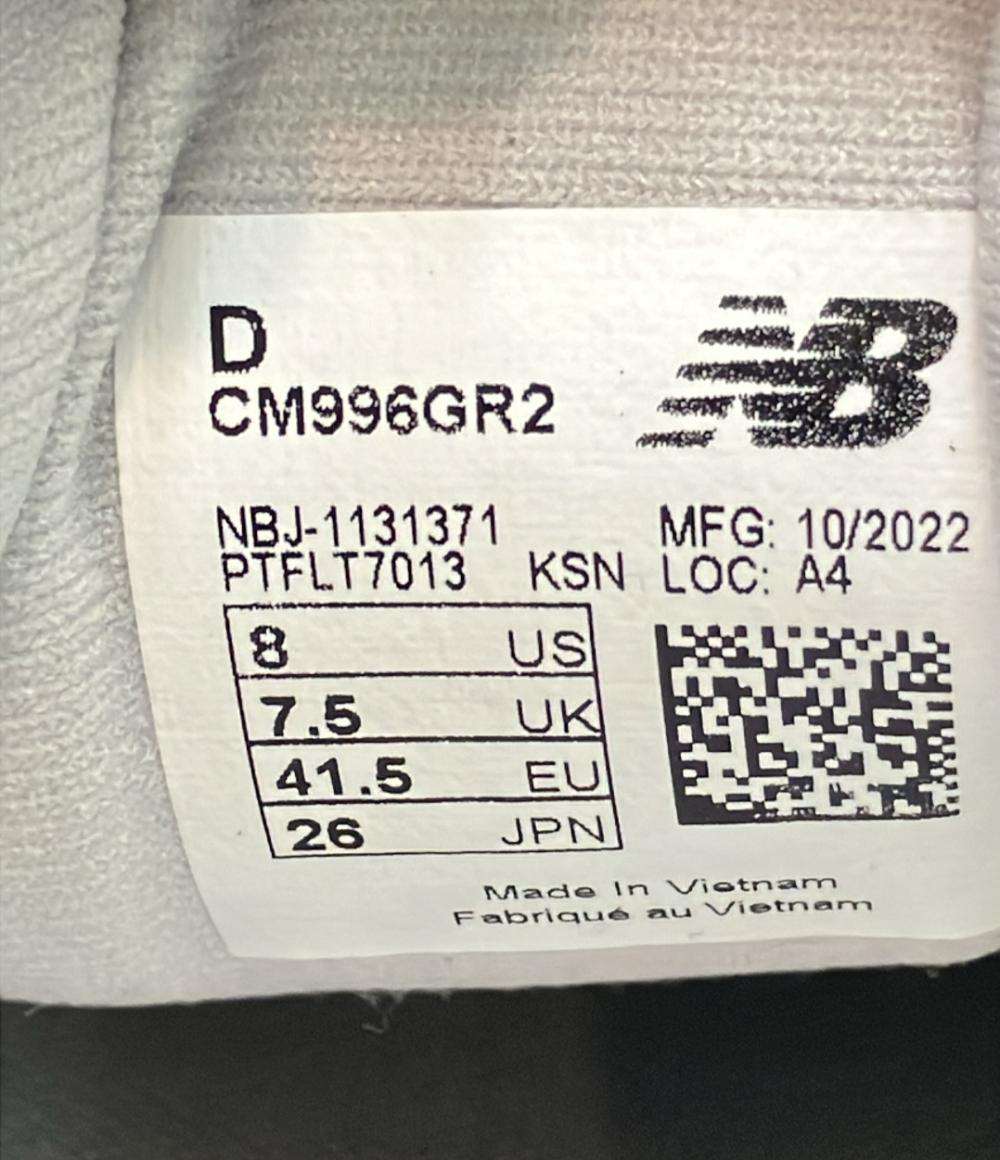 D
CM996GR2
NB
NBJ-1131371 MFG: 10/2022
PTFLT7013 KSN LOC: A4
8 US
7.5 UK
41.5 EU
26 JPN
Made In Vietnam
Fabriqué au Vietnam